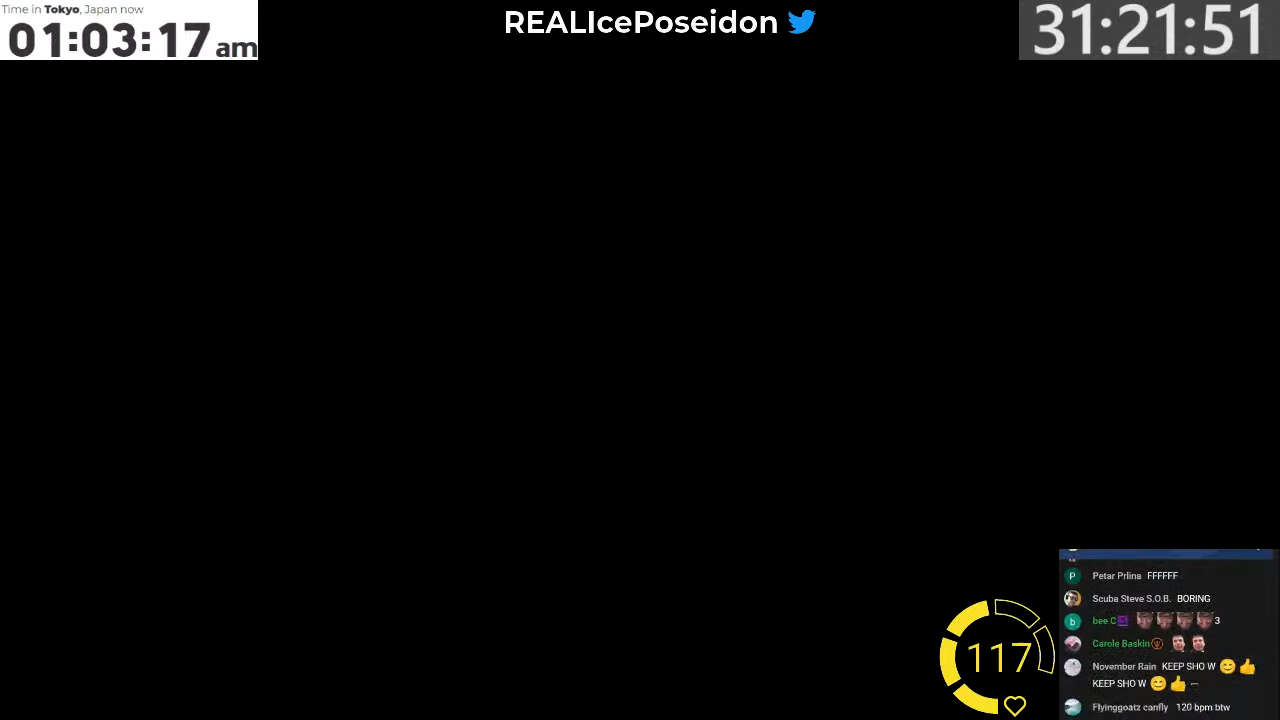 Time in Tokyo, Japan now
01:03:17 am
REALIcePoseidon
31:21:51
117
Petar Prlina FFFFFF
Scuba Steve S.O.B. BORING
bee C 3
Carole Baskin
November Rain KEEP SHO W 😊 👍
KEEP SHO W 😊 👍 —
Flyinggoatz canfly 120 bpm btw